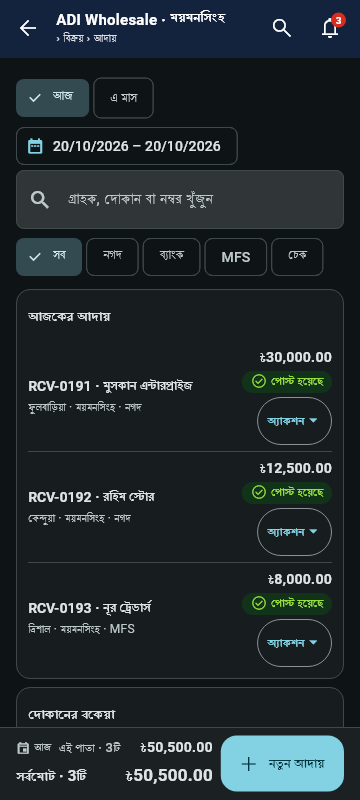 ADI Wholesale · ময়মনসিংহ
› বিক্রয় › আদায়
3
আজ
এ মাস
20/10/2026 – 20/10/2026
গ্রাহক, দোকান বা নম্বর খুঁজুন
সব
নগদ
ব্যাংক
MFS
চেক
আজকের আদায়
৳30,000.00
RCV-0191 · মুসকান এন্টারপ্রাইজ
পোস্ট হয়েছে
ফুলবাড়িয়া · ময়মনসিংহ · নগদ
অ্যাকশন
৳12,500.00
RCV-0192 · রহিম স্টোর
পোস্ট হয়েছে
কেন্দুয়া · ময়মনসিংহ · নগদ
অ্যাকশন
৳8,000.00
RCV-0193 · নূর ট্রেডার্স
পোস্ট হয়েছে
ত্রিশাল · ময়মনসিংহ · MFS
অ্যাকশন
দোকানের বকেয়া
আজ এই পাতা · 3টি ৳50,500.00
সর্বমোট · 3টি ৳50,500.00
নতুন আদায়